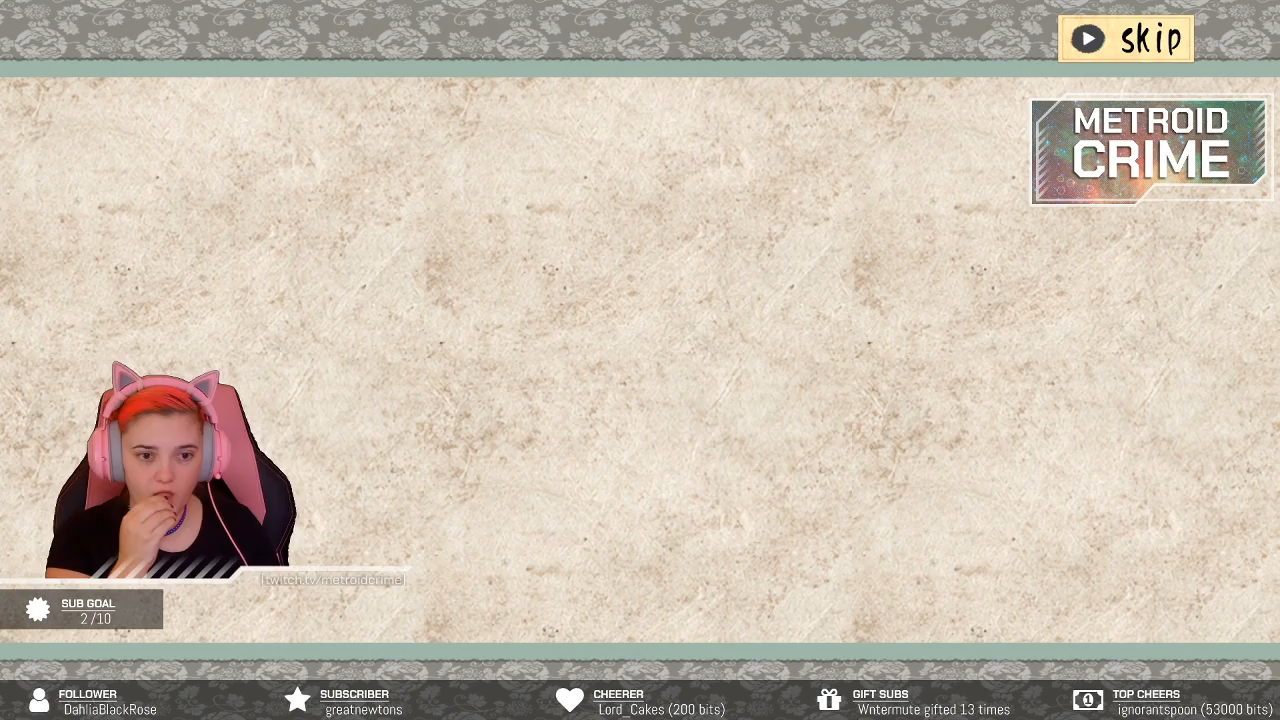 skip
METROID
CRIME
[twitch.tv/metroidcrime]
SUB GOAL
2 /10
FOLLOWER
DahliaBlackRose
SUBSCRIBER
greatnewtons
CHEERER
Lord_Cakes (200 bits)
GIFT SUBS
Wntermute gifted 13 times
TOP CHEERS
ignorantspoon (53000 bits)